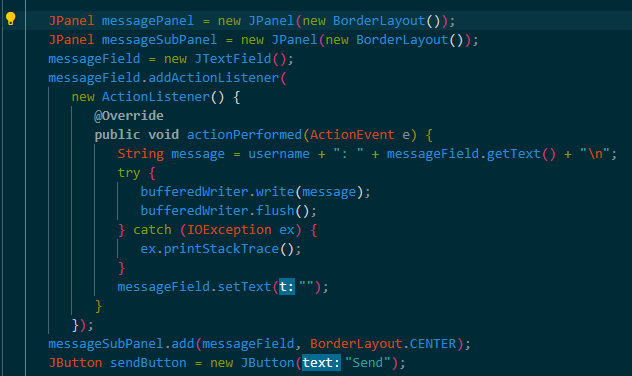 JPanel messagePanel = new JPanel(new BorderLayout());
JPanel messageSubPanel = new JPanel(new BorderLayout());
messageField = new JTextField();
messageField.addActionListener(
new ActionListener() {
@Override
public void actionPerformed(ActionEvent e) {
String message = username + ": " + messageField.getText() + "\n";
try {
bufferedWriter.write(message);
bufferedWriter.flush();
} catch (IOException ex) {
ex.printStackTrace();
}
messageField.setText(t:"");
}
});
messageSubPanel.add(messageField, BorderLayout.CENTER);
JButton sendButton = new JButton(text:"Send");